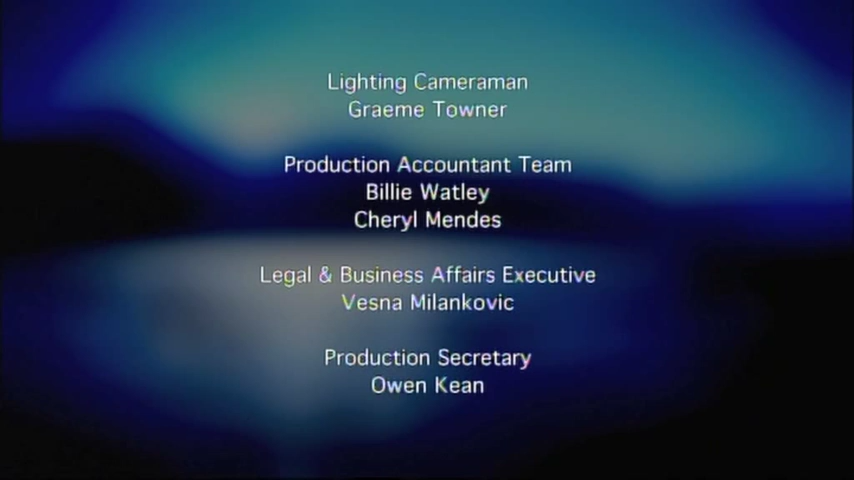 Lighting Cameraman
Graeme Towner
Production Accountant Team
Billie Watley
Cheryl Mendes
Legal & Business Affairs Executive
Vesna Milankovic
Production Secretary
Owen Kean